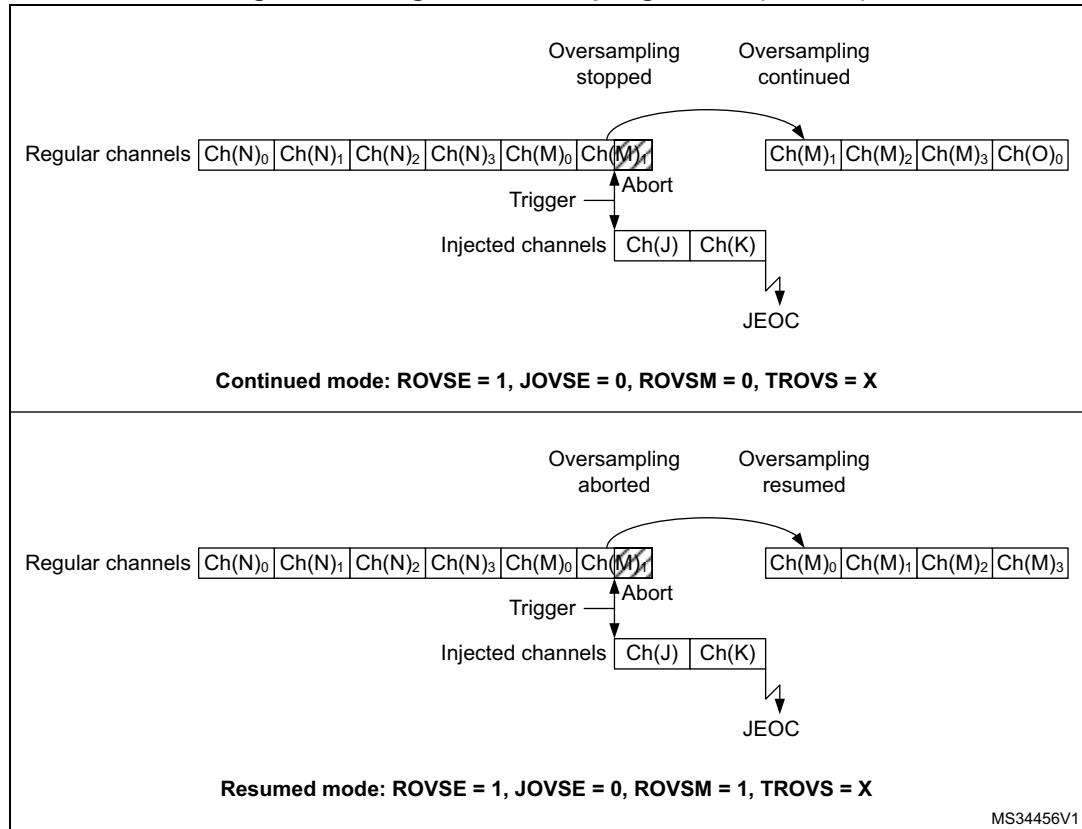 Oversampling stopped
Oversampling continued
Regular channels Ch(N)₀ Ch(N)₁ Ch(N)₂ Ch(N)₃ Ch(M)₀ Ch(M)₁ Ch(M)₁ Ch(M)₂ Ch(M)₃ Ch(O)₀
Abort
Trigger
Injected channels Ch(J) Ch(K)
JEOC
Continued mode: ROVSE = 1, JOVSE = 0, ROVSM = 0, TROVS = X
Oversampling aborted
Oversampling resumed
Regular channels Ch(N)₀ Ch(N)₁ Ch(N)₂ Ch(N)₃ Ch(M)₀ Ch(M)₁ Ch(M)₀ Ch(M)₁ Ch(M)₂ Ch(M)₃
Abort
Trigger
Injected channels Ch(J) Ch(K)
JEOC
Resumed mode: ROVSE = 1, JOVSE = 0, ROVSM = 1, TROVS = X
MS34456V1